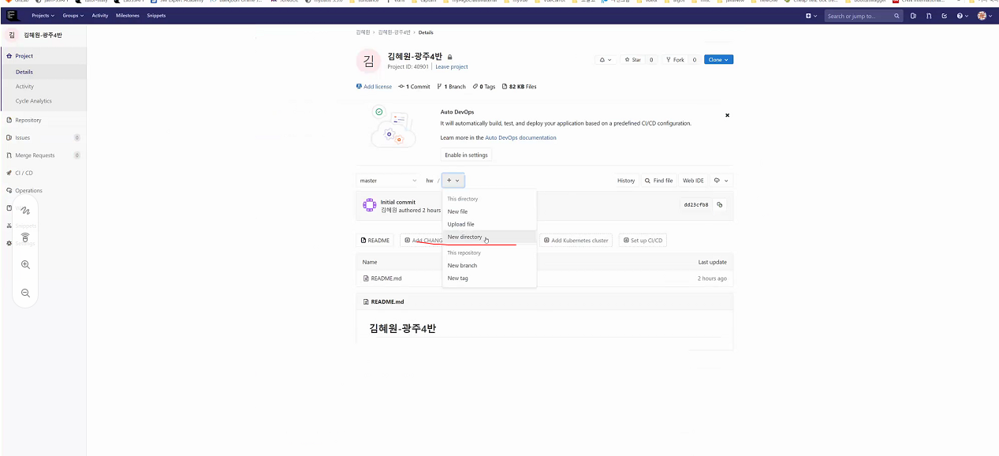 Projects Groups Activity Milestones Snippets
Search or jump to...
김 김혜원-광주4반
Project
Details
Activity
Cycle Analytics
Repository
Issues 0
Merge Requests 0
CI / CD
Operations
Snippets
Settings
김혜원 › 김혜원-광주4반 › Details
김 김혜원-광주4반
Project ID: 40901 Leave project
Star 0 Fork 0 Clone
Add license 1 Commit 1 Branch 0 Tags 82 KB Files
Auto DevOps
It will automatically build, test, and deploy your application based on a predefined CI/CD configuration.
Learn more in the Auto DevOps documentation
Enable in settings
master hw / +
History Find file Web IDE
This directory
New file
Upload file
New directory
This repository
New branch
New tag
Initial commit
김혜원 authored 2 hours
dd23cfb8
README Add CHANG Add Kubernetes cluster Set up CI/CD
Name Last update
README.md 2 hours ago
README.md
김혜원-광주4반